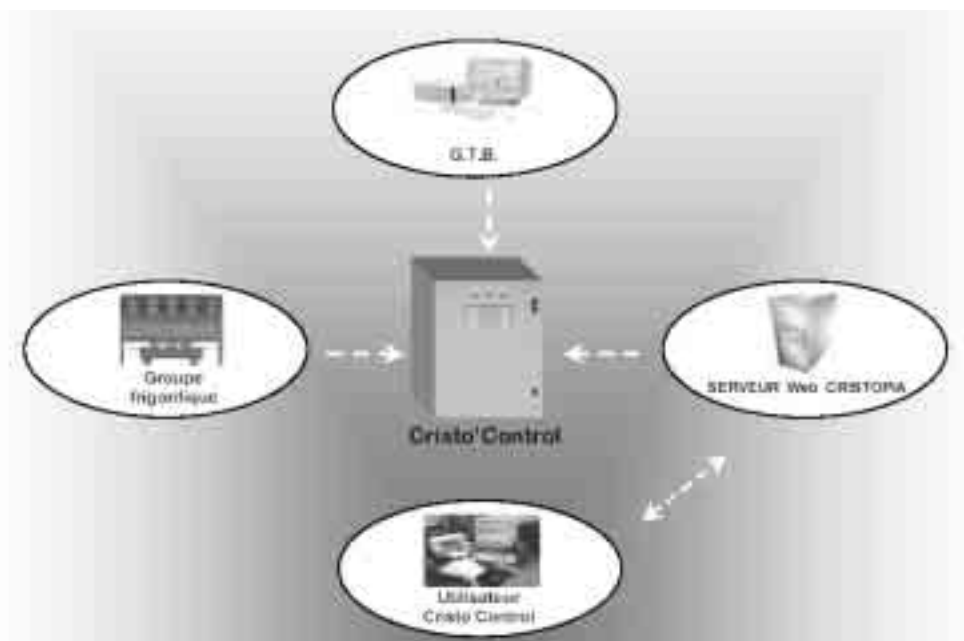 G.T.B.
Groupe
frigorifique
SERVEUR Web CRISTOPIA
Cristo'Control
Utilisateur
Cristo Control